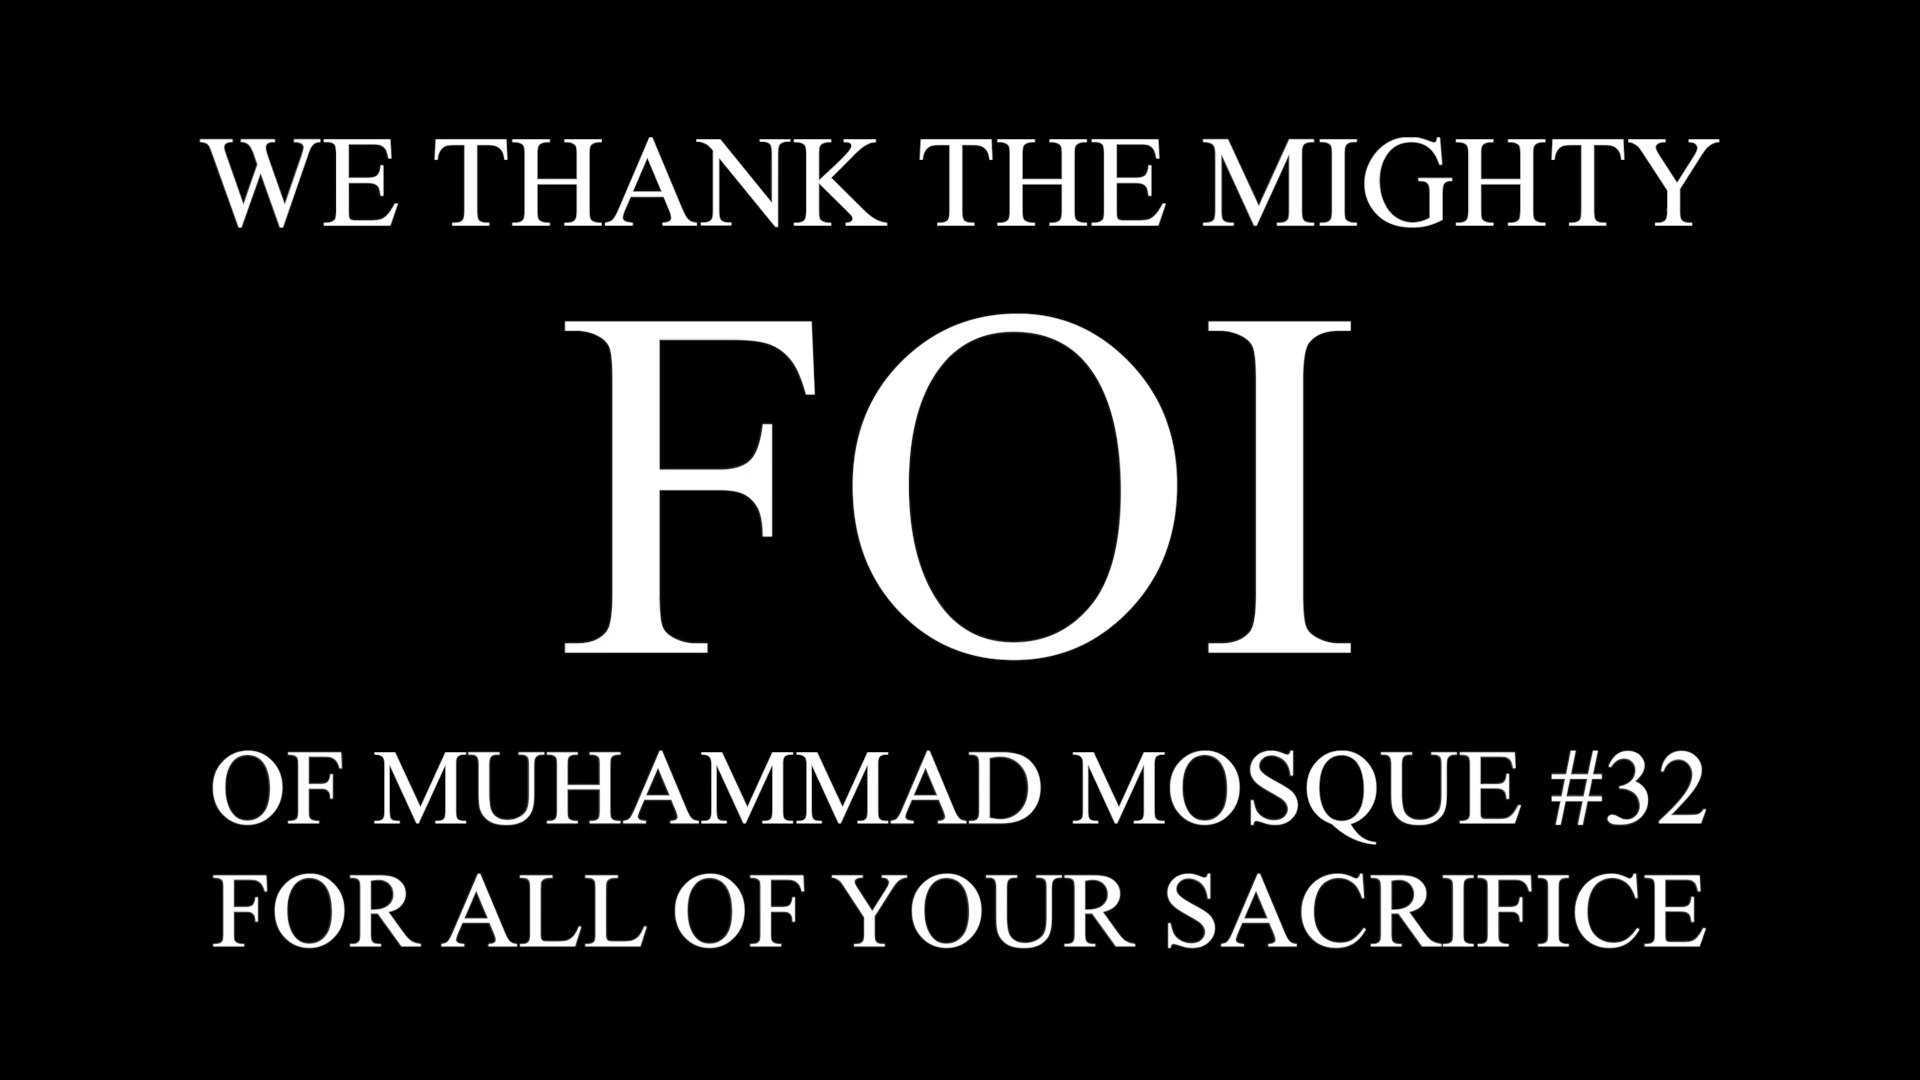 WE THANK THE MIGHTY
FOI
OF MUHAMMAD MOSQUE #32
FOR ALL OF YOUR SACRIFICE